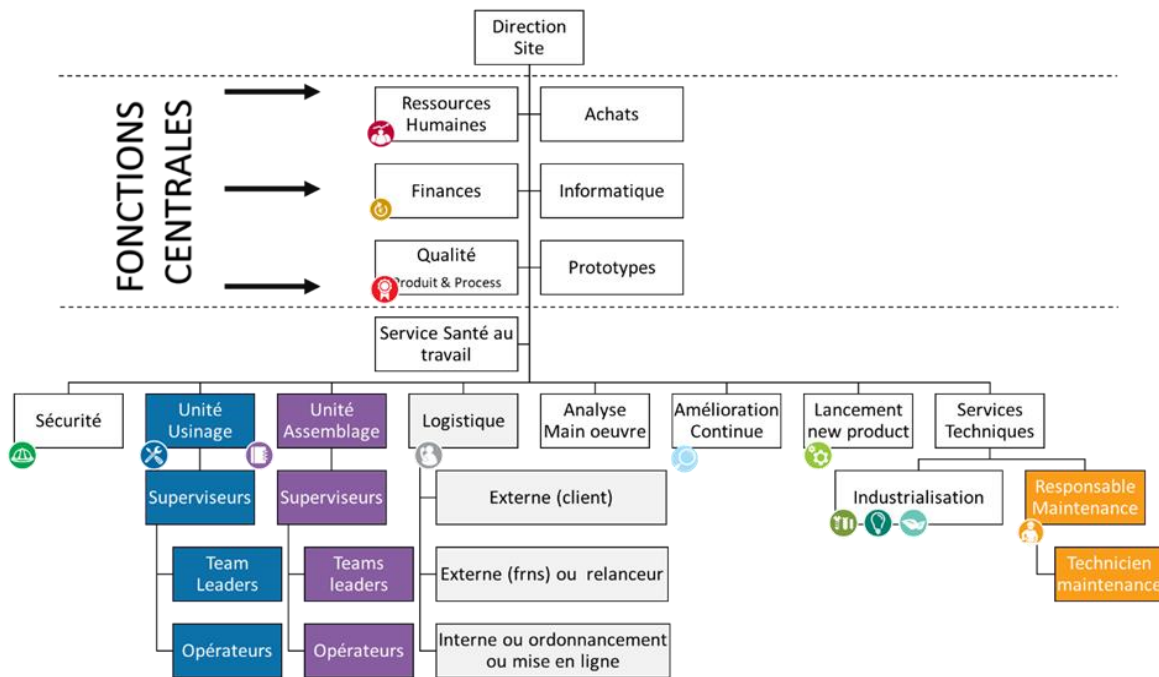 Direction
Site
FONCTIONS
CENTRALES
Ressources
Humaines
Achats
Finances
Informatique
Qualité
Produit & Process
Prototypes
Service Santé au
travail
Sécurité
Unité
Usinage
Unité
Assemblage
Logistique
Analyse
Main oeuvre
Amélioration
Continue
Lancement
new product
Services
Techniques
Superviseurs
Superviseurs
Externe (client)
Industrialisation
Responsable
Maintenance
Team
Leaders
Teams
leaders
Externe (frns) ou relanceur
Technicien
maintenance
Opérateurs
Opérateurs
Interne ou ordonnancement
ou mise en ligne